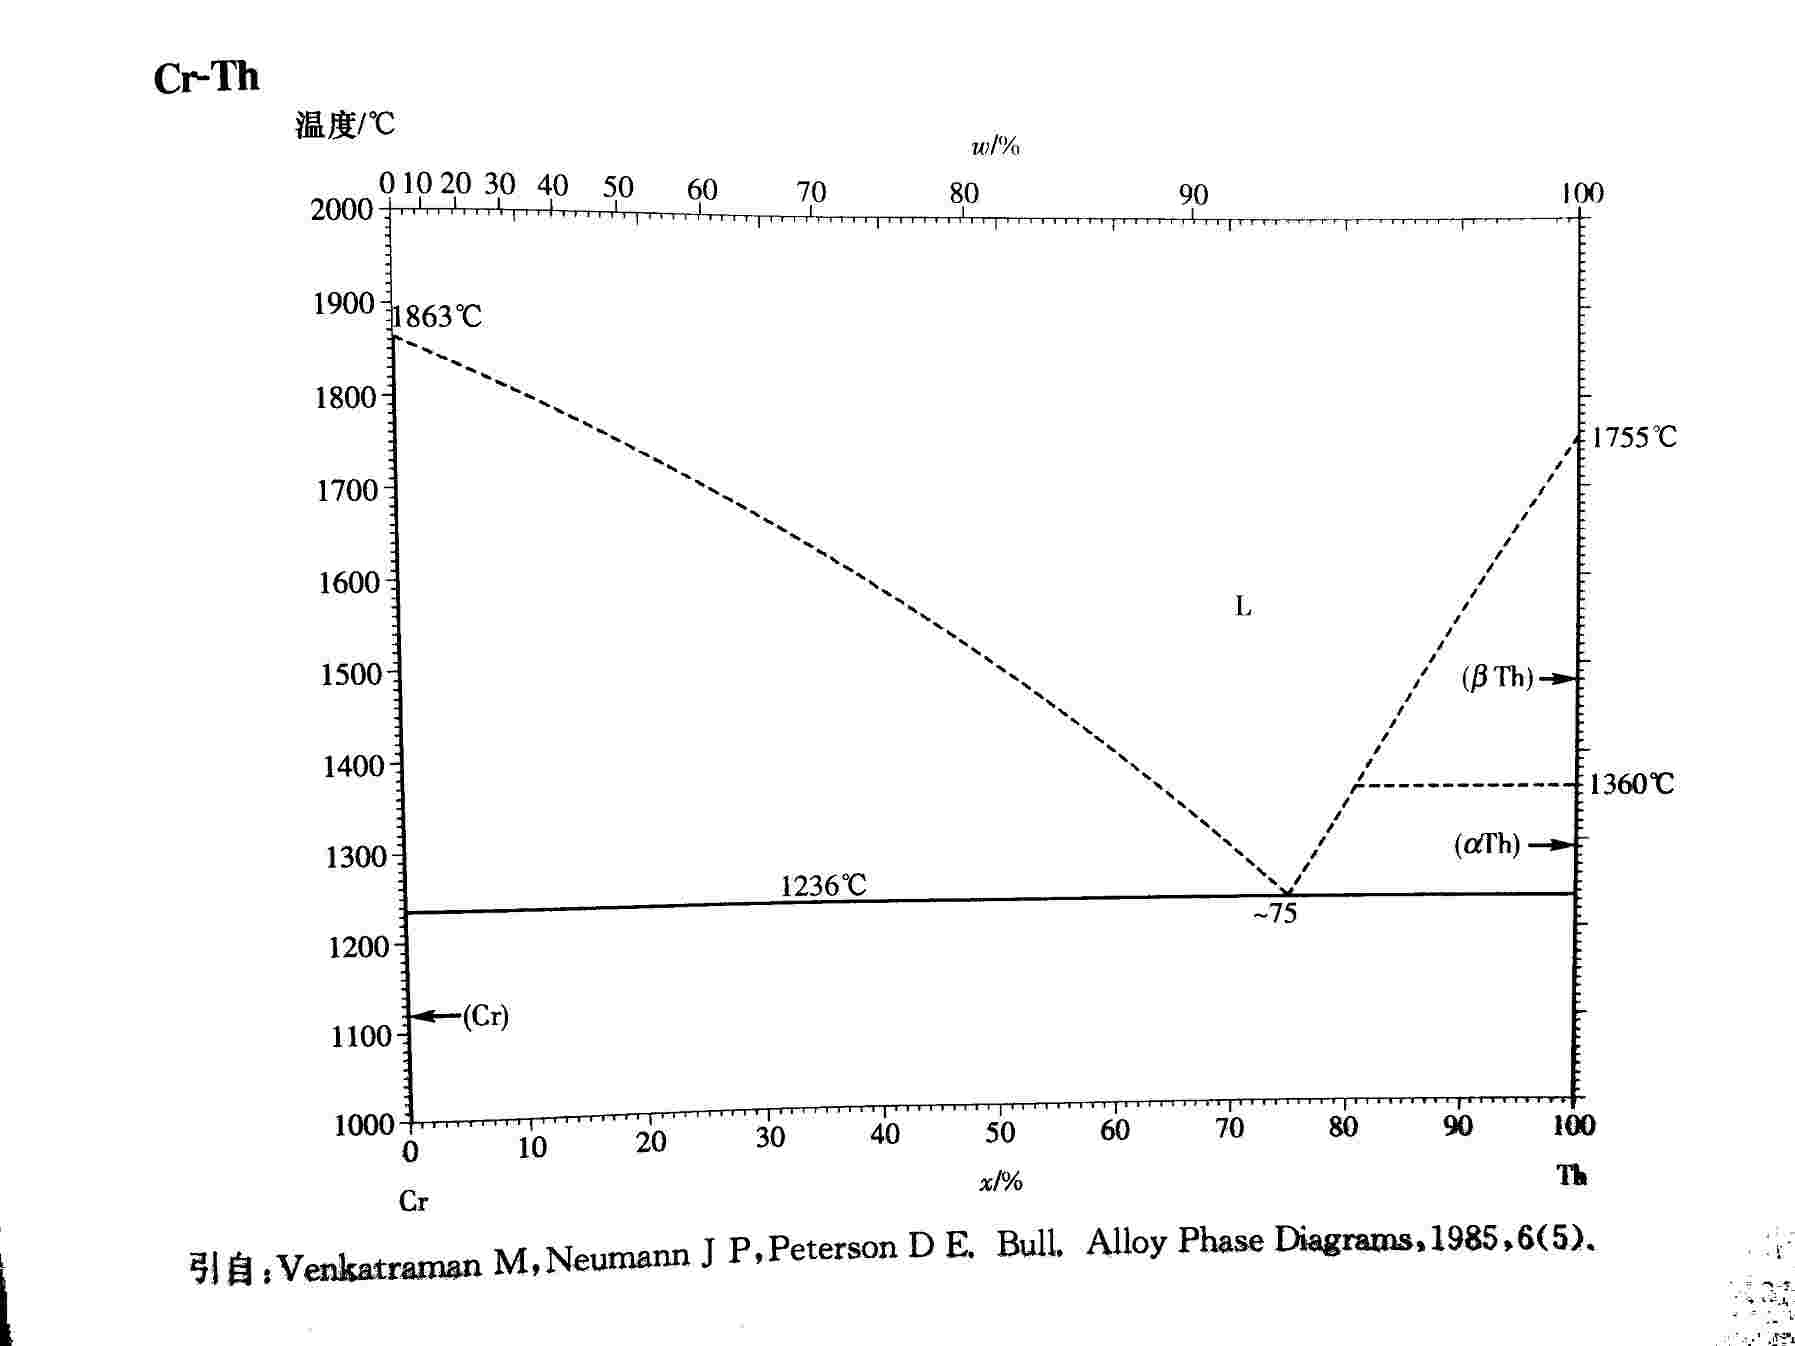 Cr-Th
温度/℃
w/%
0 10 20 30 40 50 60 70 80 90 100
2000
1900
1863℃
1800
1755℃
1700
1600
L
1500
(β Th)
1400
1360℃
1300
(αTh)
1236℃
~75
1200
(Cr)
1100
1000
0 10 20 30 40 50 60 70 80 90 100
x/%
Cr Th
引自:Venkatraman M,Neumann J P,Peterson D E. Bull. Alloy Phase Diagrams,1985,6(5).